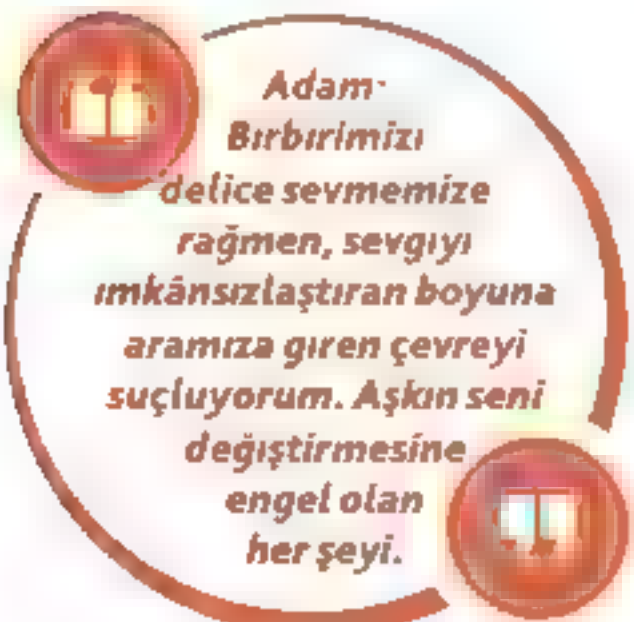 Adam-
Birbirimizi
delice sevmemize
rağmen, sevgiyi
imkânsızlaştıran boyuna
aramıza giren çevreyi
suçluyorum. Aşkın seni
değiştirmesine
engel olan
her şeyi.